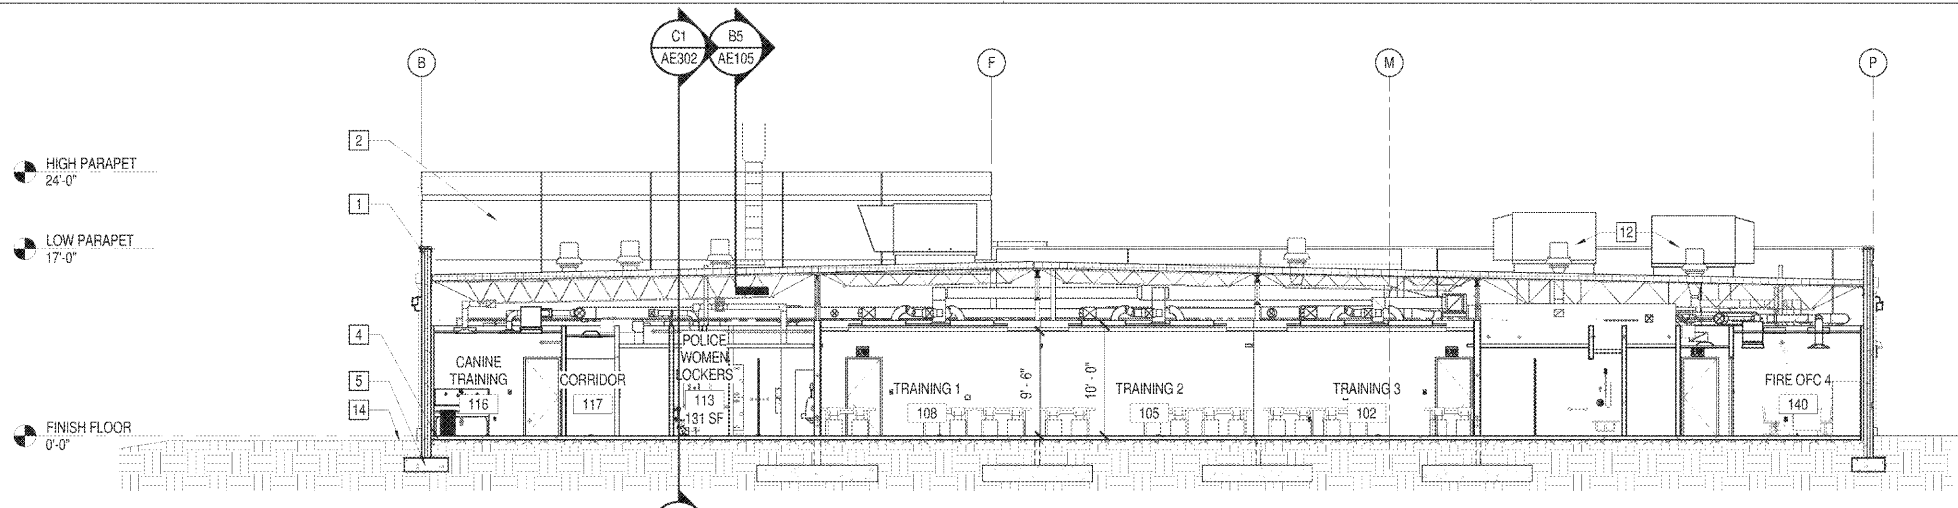 C1
AE302
B5
AE105
B
F
M
P
2
HIGH PARAPET
24'-0"
1
12
LOW PARAPET
17'-0"
4
POLICE
WOMEN
LOCKERS
113
131 SF
CANINE
TRAINING
116
CORRIDOR
117
TRAINING 1
108
9' - 6"
10' - 0"
TRAINING 2
105
TRAINING 3
102
FIRE OFC 4
140
5
14
FINISH FLOOR
0'-0"